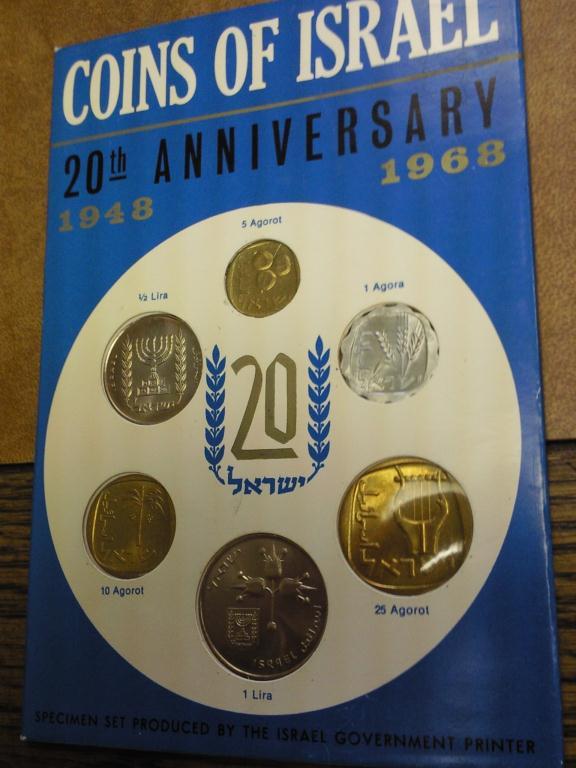 COINS OF ISRAEL
20th ANNIVERSARY
1948 1968
5 Agorot
½ Lira
1 Agora
20
ישראל
10 Agorot
25 Agorot
1 Lira
ISRAEL
SPECIMEN SET PRODUCED BY THE ISRAEL GOVERNMENT PRINTER